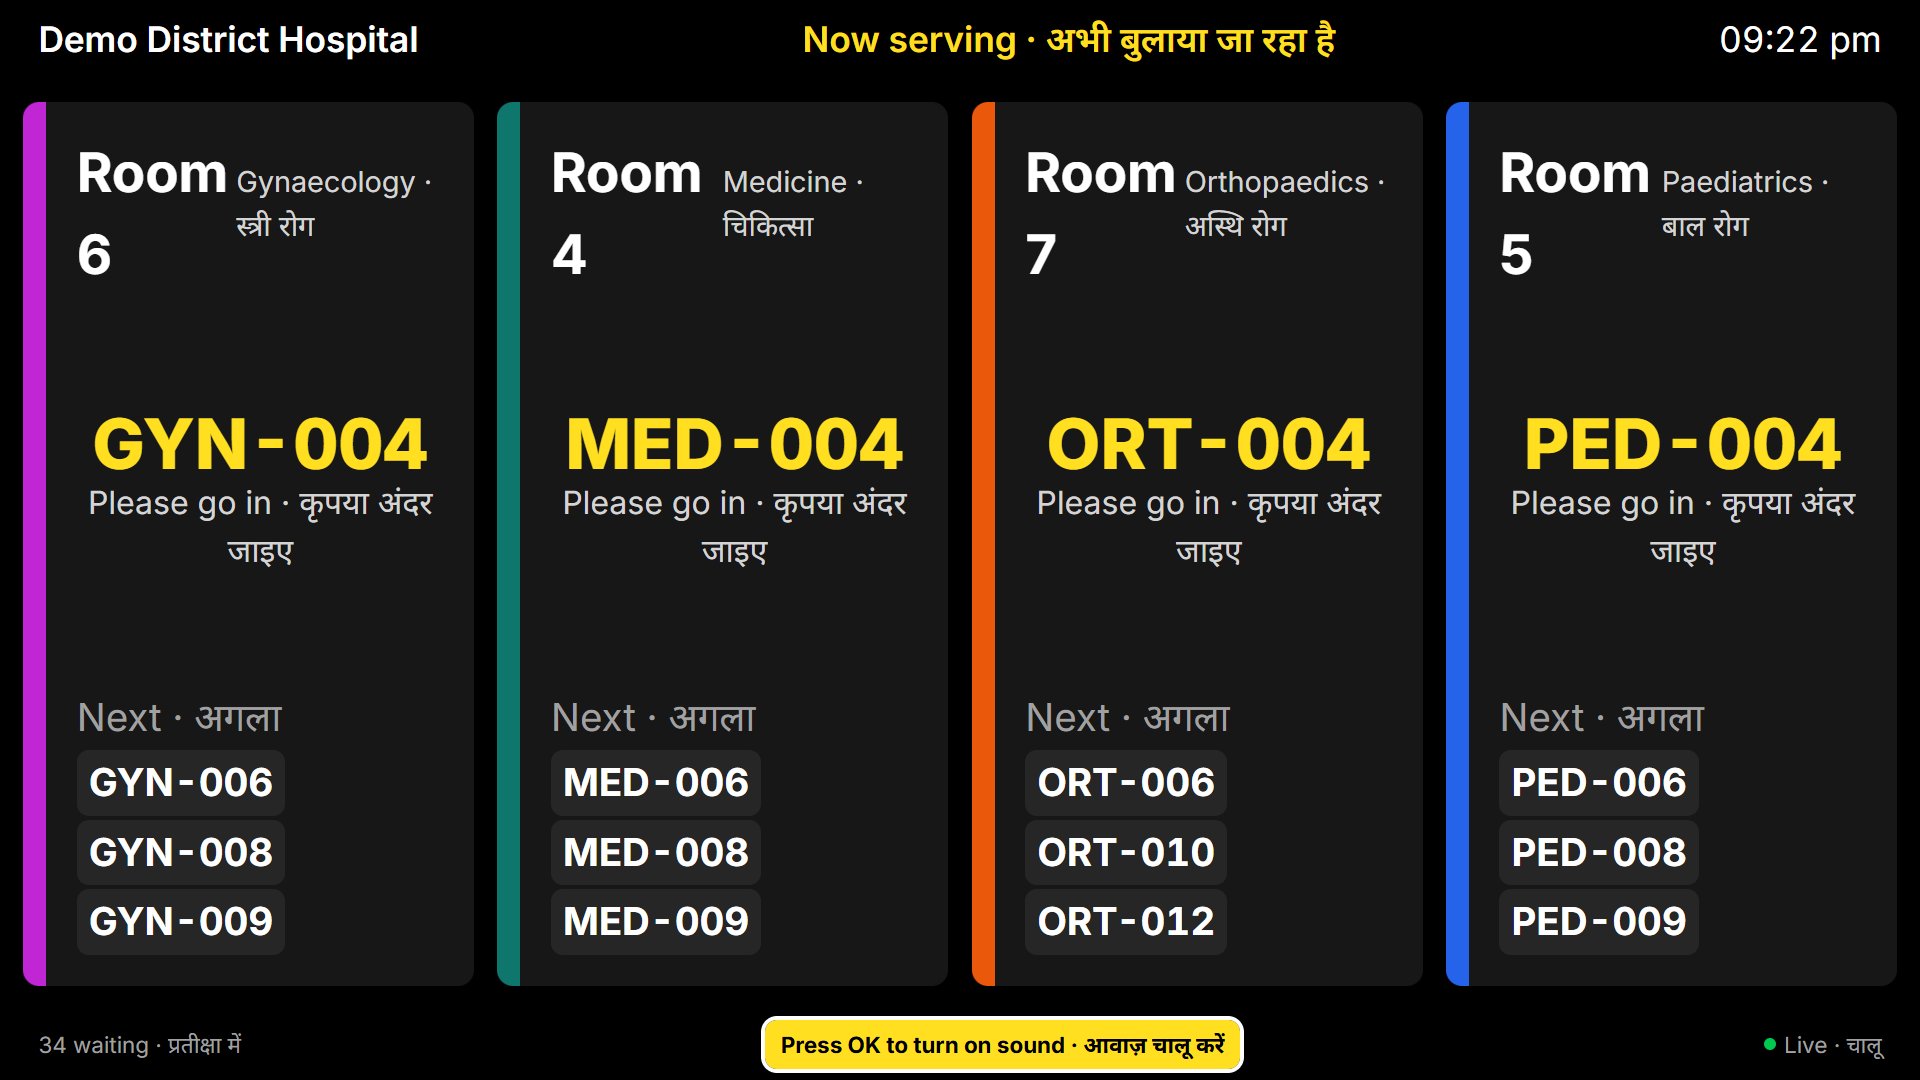 Demo District Hospital
Now serving · अभी बुलाया जा रहा है
09:22 pm
Room 6
Gynaecology ·
स्त्री रोग
GYN-004
Please go in · कृपया अंदर
जाइए
Next · अगला
GYN-006
GYN-008
GYN-009
Room 4
Medicine ·
चिकित्सा
MED-004
Please go in · कृपया अंदर
जाइए
Next · अगला
MED-006
MED-008
MED-009
Room 7
Orthopaedics ·
अस्थि रोग
ORT-004
Please go in · कृपया अंदर
जाइए
Next · अगला
ORT-006
ORT-010
ORT-012
Room 5
Paediatrics ·
बाल रोग
PED-004
Please go in · कृपया अंदर
जाइए
Next · अगला
PED-006
PED-008
PED-009
34 waiting · प्रतीक्षा में
Press OK to turn on sound · आवाज़ चालू करें
Live · चालू